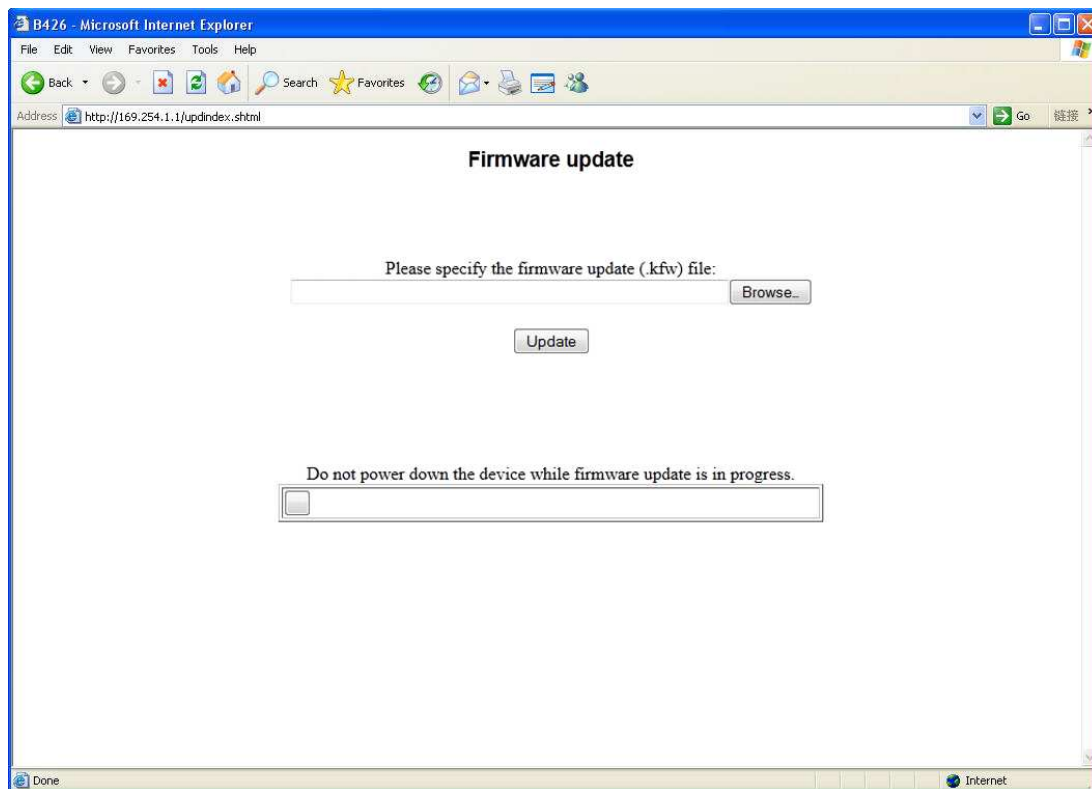 B426 - Microsoft Internet Explorer
File Edit View Favorites Tools Help
Back Search Favorites
Address http://169.254.1.1/updindex.shtml Go 链接
Firmware update
Please specify the firmware update (.kfw) file:
Browse...
Update
Do not power down the device while firmware update is in progress.
Done Internet